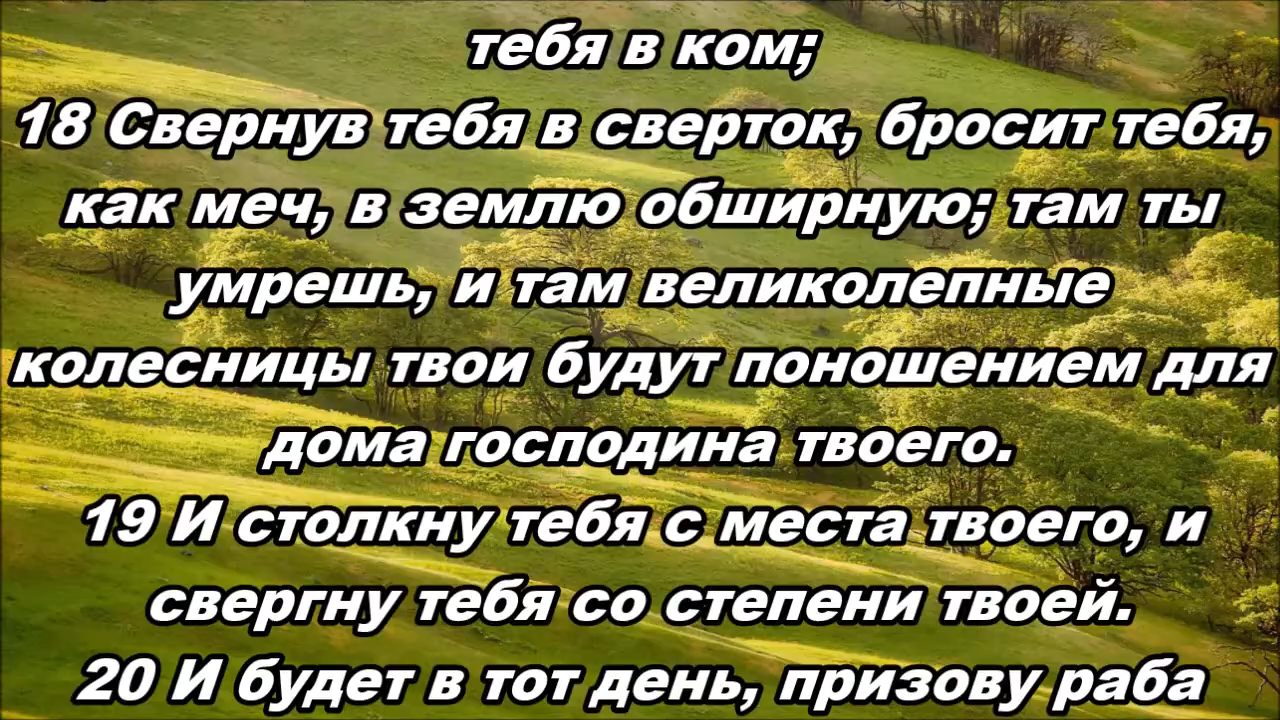 тебя в ком;
18 Свернув тебя в сверток, бросит тебя,
как меч, в землю обширную; там ты
умрешь, и там великолепные
колесницы твои будут поношением для
дома господина твоего.
19 И столкну тебя с места твоего, и
свергну тебя со степени твоей.
20 И будет в тот день, призову раба